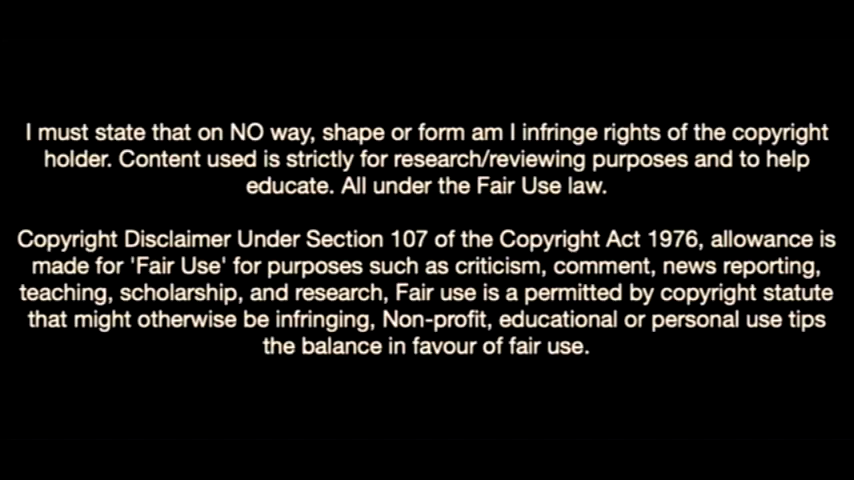 I must state that on NO way, shape or form am I infringe rights of the copyright
holder. Content used is strictly for research/reviewing purposes and to help
educate. All under the Fair Use law.
Copyright Disclaimer Under Section 107 of the Copyright Act 1976, allowance is
made for 'Fair Use' for purposes such as criticism, comment, news reporting,
teaching, scholarship, and research, Fair use is a permitted by copyright statute
that might otherwise be infringing, Non-profit, educational or personal use tips
the balance in favour of fair use.